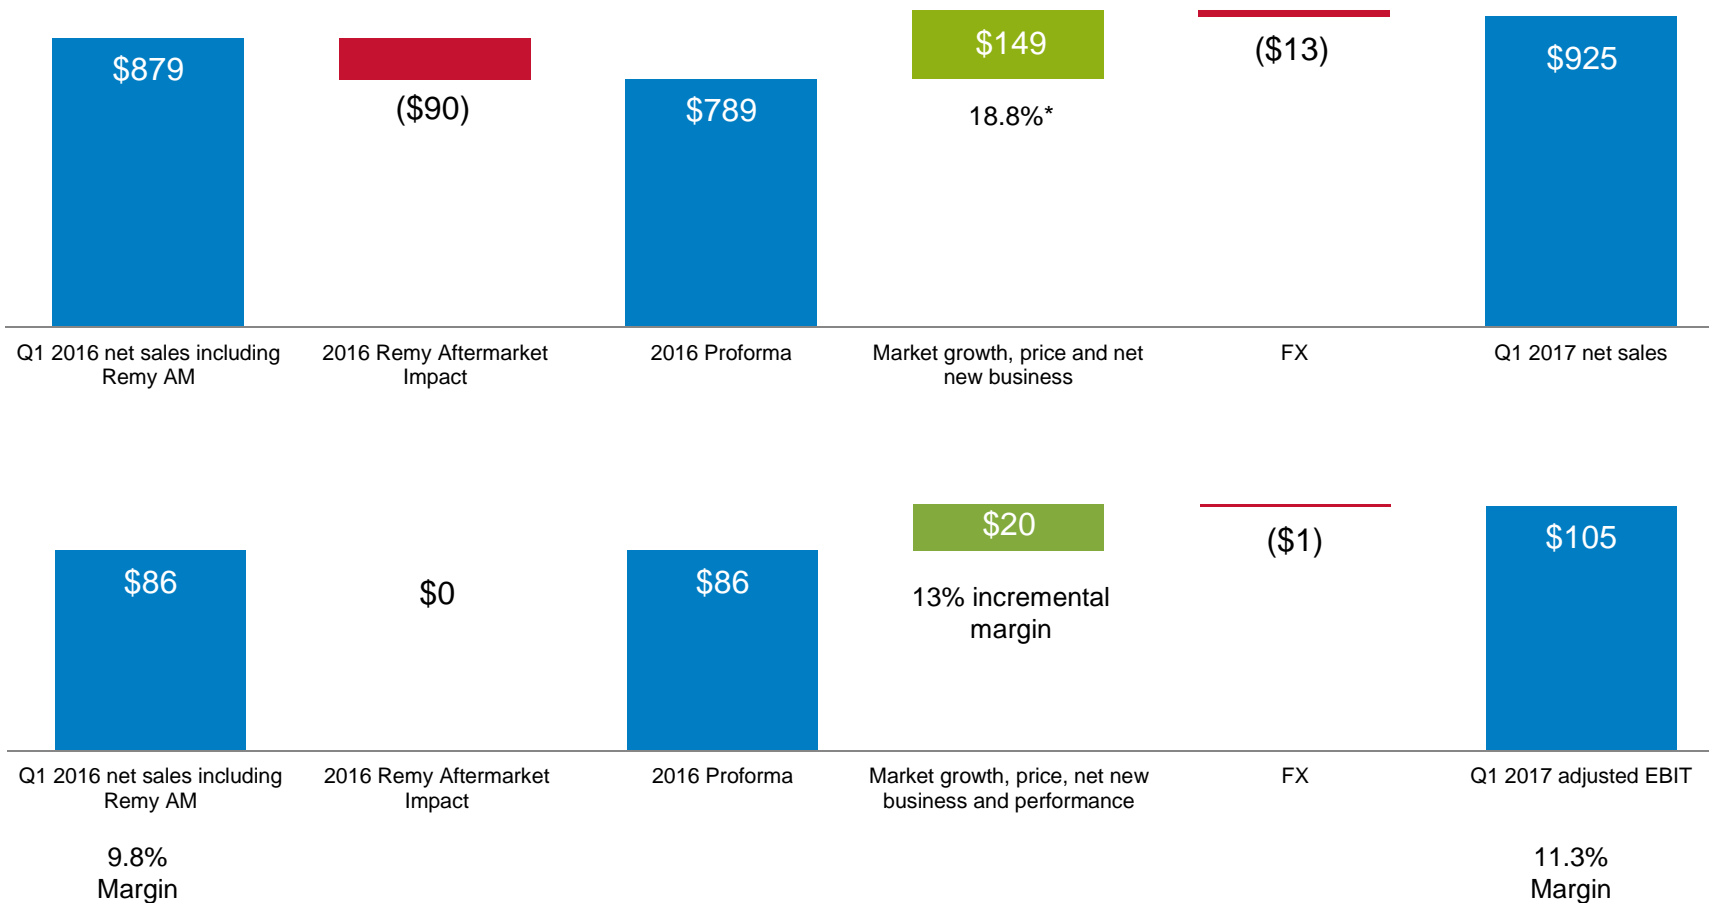 $879
($90)
$789
$149
18.8%*
($13)
$925
Q1 2016 net sales including
Remy AM
2016 Remy Aftermarket
Impact
2016 Proforma
Market growth, price and net
new business
FX
Q1 2017 net sales
$86
$0
$86
$20
13% incremental
margin
($1)
$105
Q1 2016 net sales including
Remy AM
2016 Remy Aftermarket
Impact
2016 Proforma
Market growth, price, net new
business and performance
FX
Q1 2017 adjusted EBIT
9.8%
Margin
11.3%
Margin